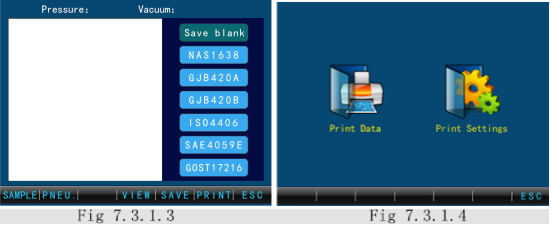 Pressure: Vacuum:
Save blank
NAS1638
GJB420A
GJB420B
ISO4406
SAE4059E
GOST17216
SAMPLE|PNEU.| |VIEW|SAVE|PRINT| ESC
Fig 7.3.1.3
Print Data Print Settings
ESC
Fig 7.3.1.4